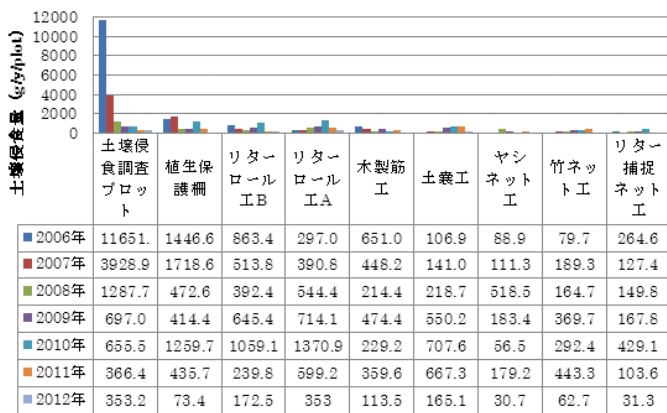 土壌侵食量 (g/y/plot)
12000
10000
8000
6000
4000
2000
0
土壌侵食調査プロット 植生保護柵 リターロール工B リターロール工A 木製筋工 土嚢工 ヤシネット工 竹ネット工 リター捕捉ネット工
2006年 11651. 1446.6 863.4 297.0 651.0 106.9 88.9 79.7 264.6
2007年 3928.9 1718.6 513.8 390.8 448.2 141.0 111.3 189.3 127.4
2008年 1287.7 472.6 392.4 544.4 214.4 218.7 518.5 164.7 149.8
2009年 697.0 414.4 645.4 714.1 474.4 550.2 183.4 369.7 167.8
2010年 655.5 1259.7 1059.1 1370.9 229.2 707.6 56.5 292.4 429.1
2011年 366.4 435.7 239.8 599.2 359.6 667.3 179.2 443.3 103.6
2012年 353.2 73.4 172.5 353 113.5 165.1 30.7 62.7 31.3